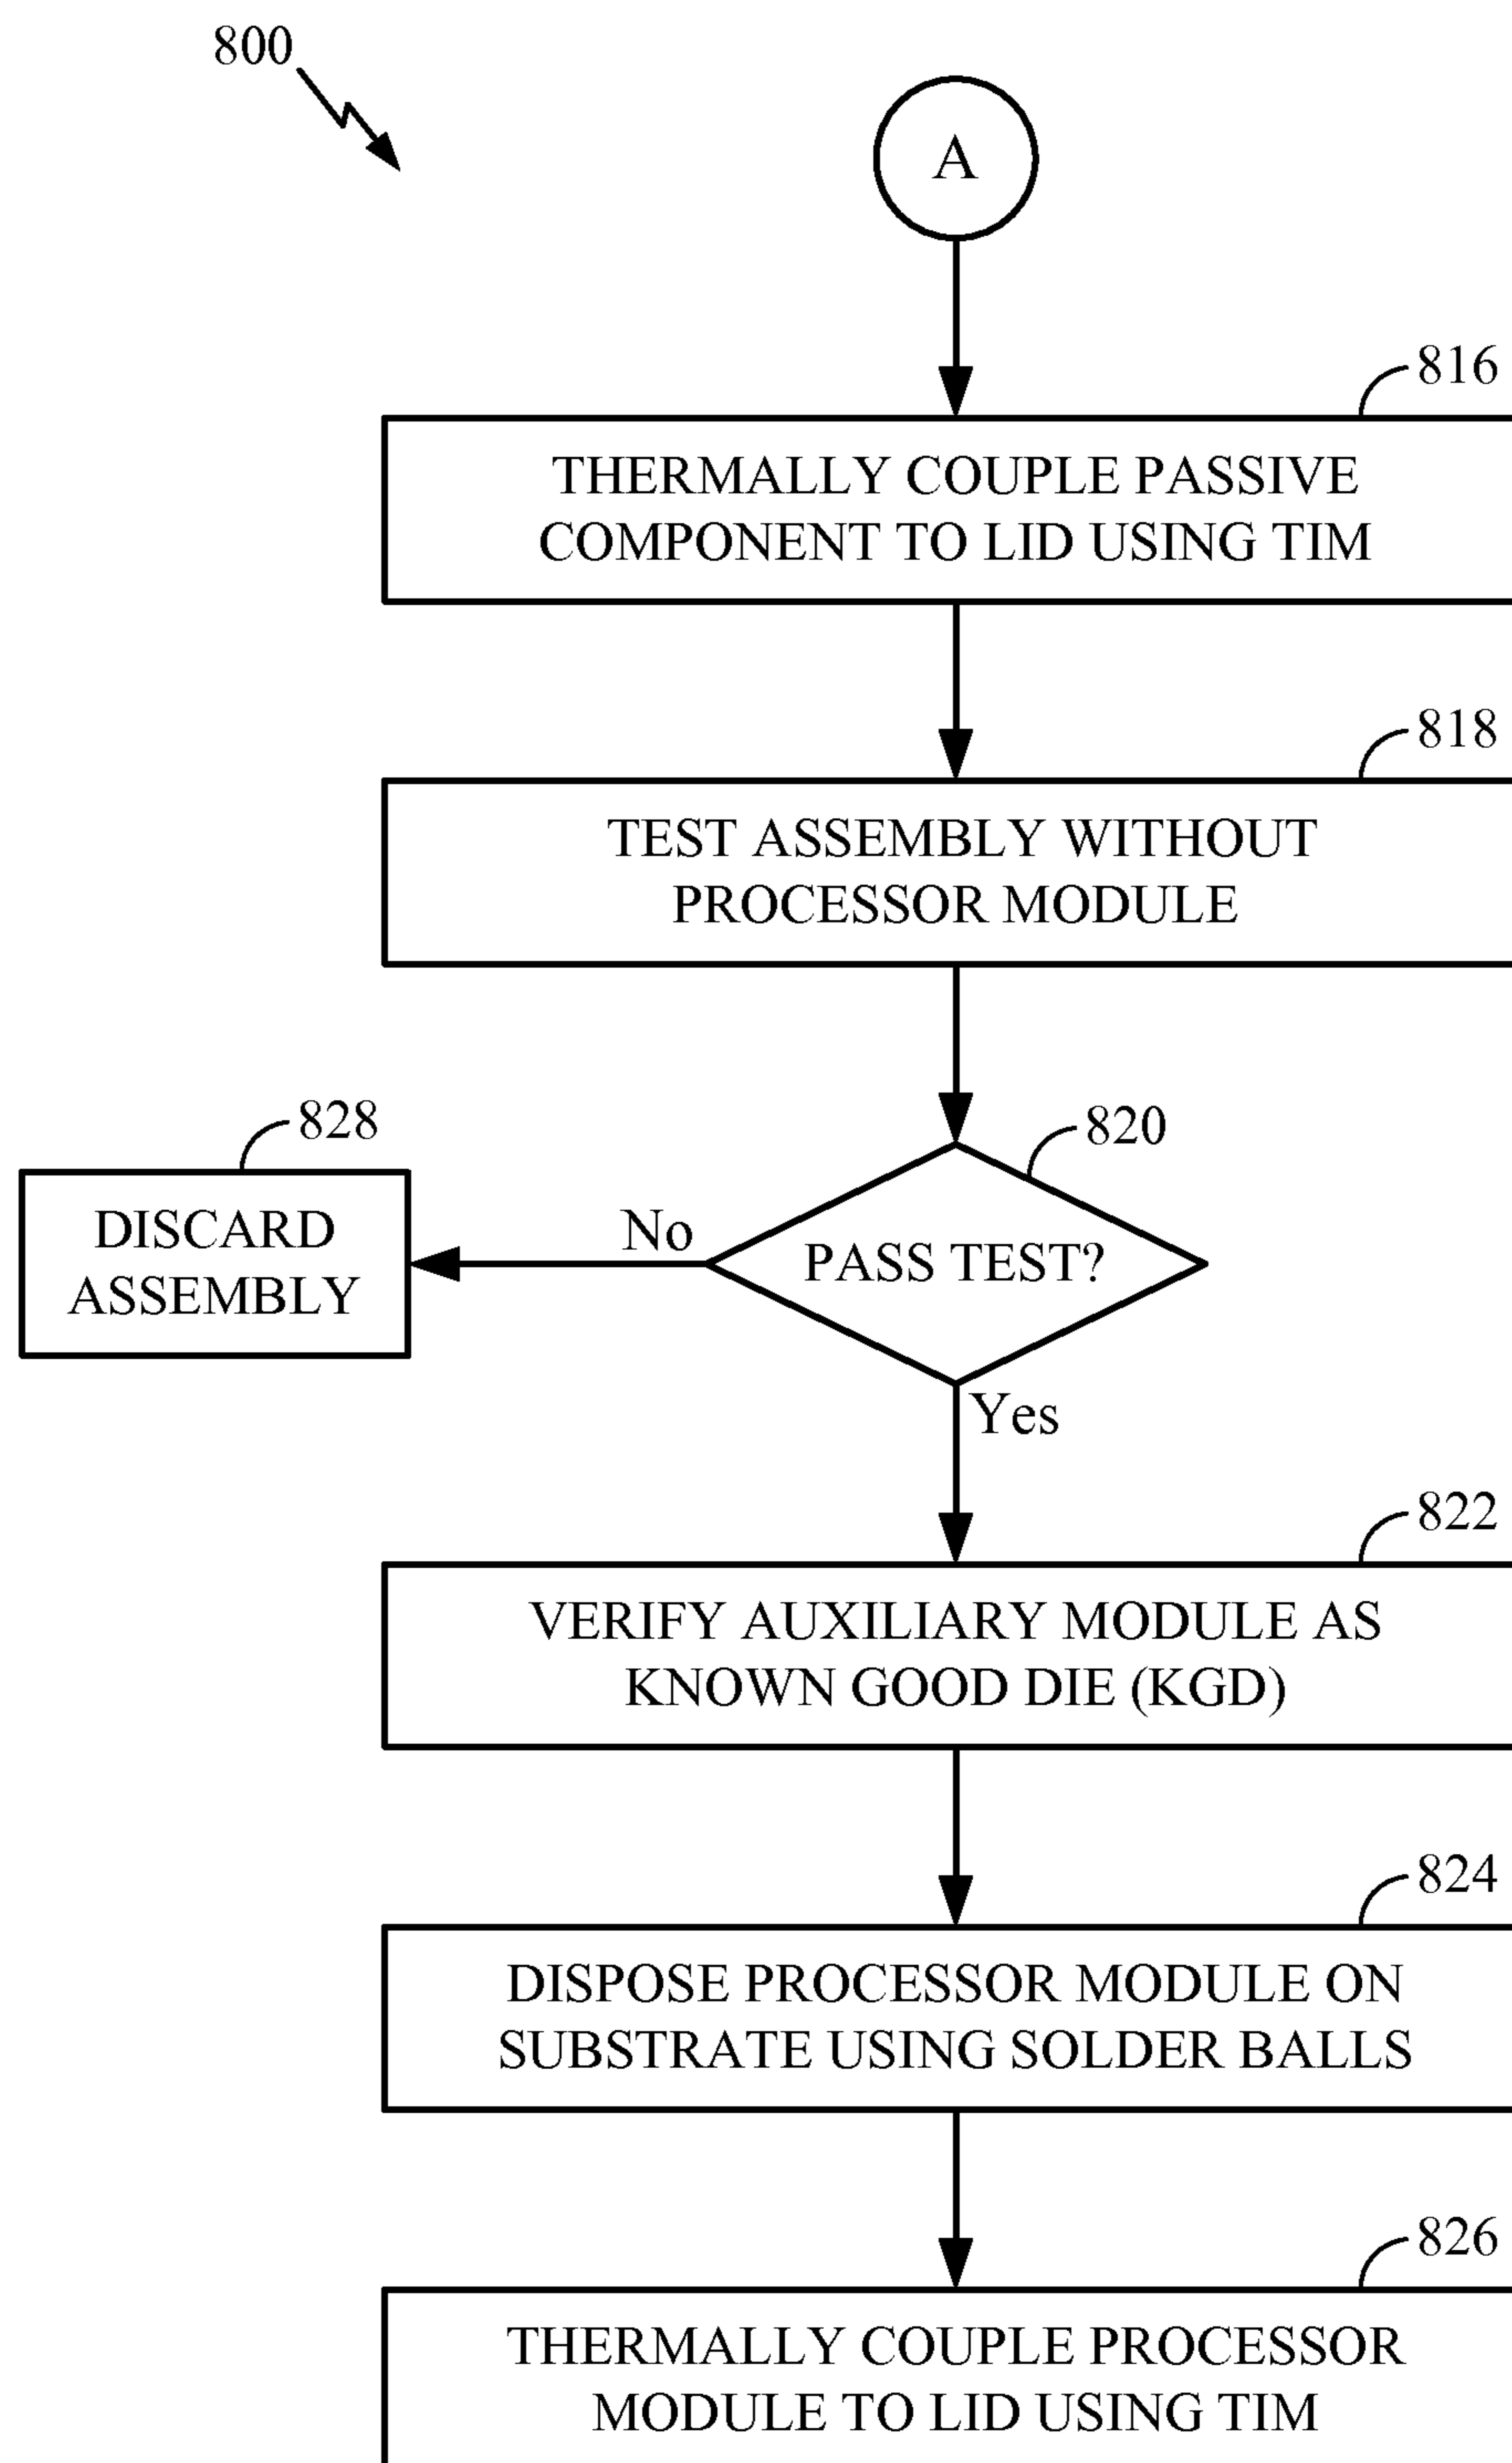 800
A
816
THERMALLY COUPLE PASSIVE
COMPONENT TO LID USING TIM
818
TEST ASSEMBLY WITHOUT
PROCESSOR MODULE
828
820
DISCARD
ASSEMBLY
No
PASS TEST?
Yes
822
VERIFY AUXILIARY MODULE AS
KNOWN GOOD DIE (KGD)
824
DISPOSE PROCESSOR MODULE ON
SUBSTRATE USING SOLDER BALLS
826
THERMALLY COUPLE PROCESSOR
MODULE TO LID USING TIM